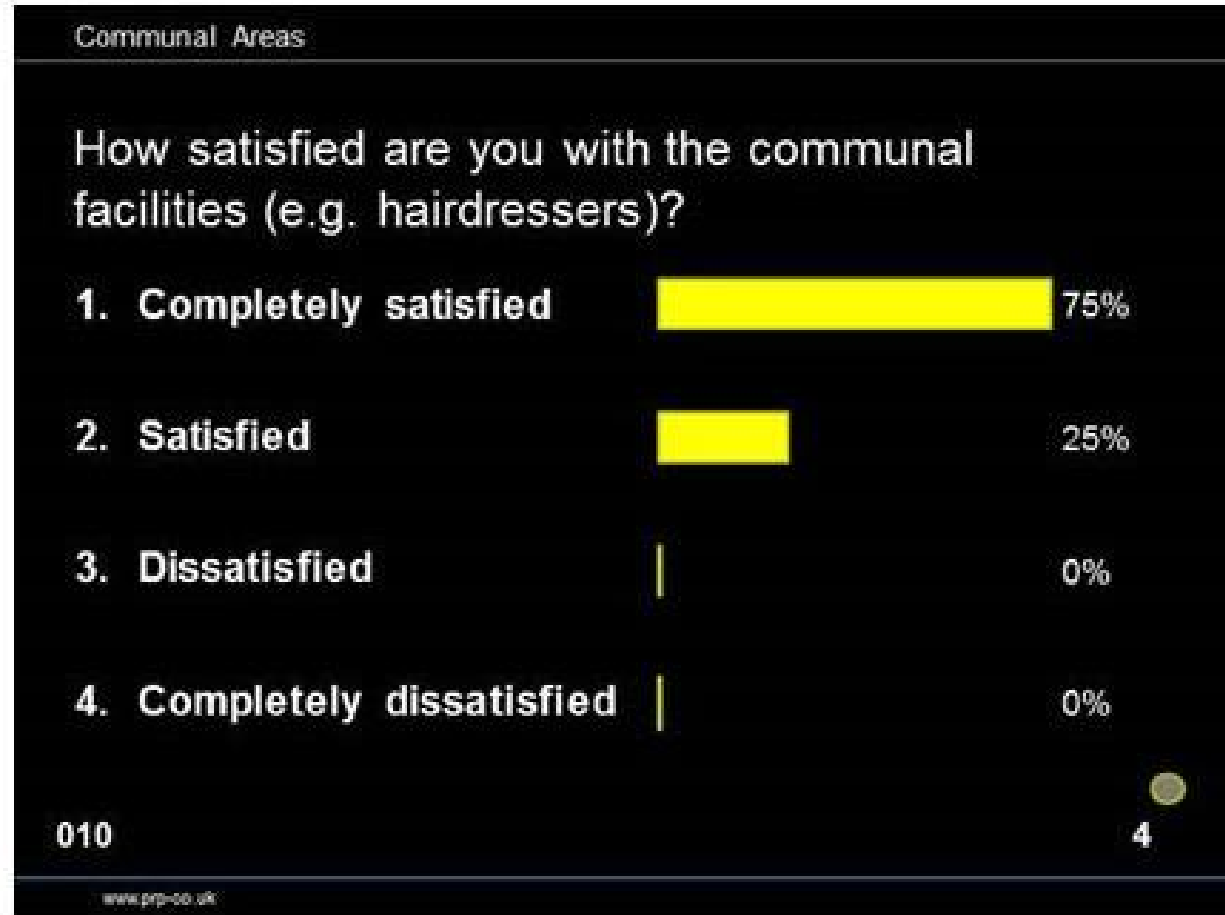 Communal Areas
How satisfied are you with the communal
facilities (e.g. hairdressers)?
1. Completely satisfied 75%
2. Satisfied 25%
3. Dissatisfied 0%
4. Completely dissatisfied 0%
010 4
www.prp-co.uk